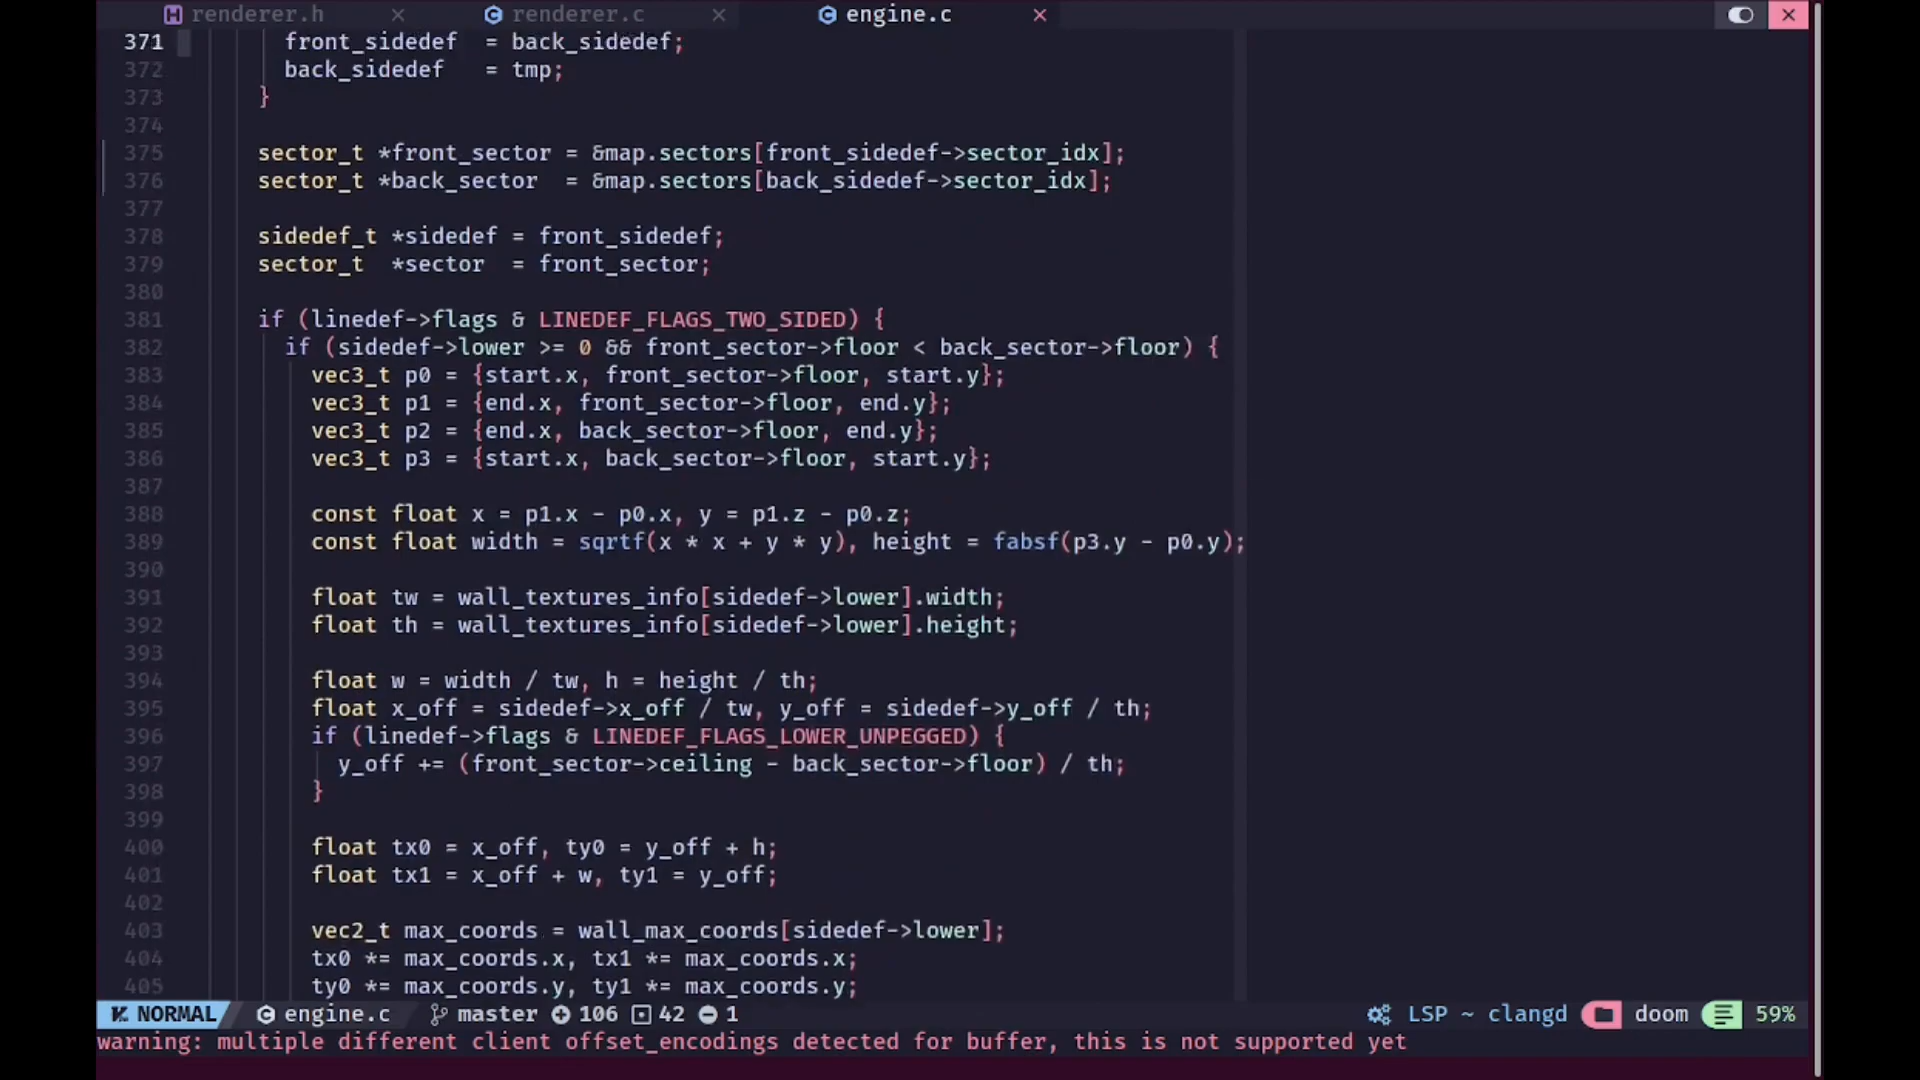 renderer.h
renderer.c
engine.c
371 front_sidedef  = back_sidedef;
372 back_sidedef   = tmp;
373 }
374
375 sector_t *front_sector = &map.sectors[front_sidedef->sector_idx];
376 sector_t *back_sector  = &map.sectors[back_sidedef->sector_idx];
377
378 sidedef_t *sidedef = front_sidedef;
379 sector_t  *sector  = front_sector;
380
381 if (linedef->flags & LINEDEF_FLAGS_TWO_SIDED) {
382 if (sidedef->lower >= 0 && front_sector->floor < back_sector->floor) {
383 vec3_t p0 = {start.x, front_sector->floor, start.y};
384 vec3_t p1 = {end.x, front_sector->floor, end.y};
385 vec3_t p2 = {end.x, back_sector->floor, end.y};
386 vec3_t p3 = {start.x, back_sector->floor, start.y};
387
388 const float x = p1.x - p0.x, y = p1.z - p0.z;
389 const float width = sqrtf(x * x + y * y), height = fabsf(p3.y - p0.y);
390
391 float tw = wall_textures_info[sidedef->lower].width;
392 float th = wall_textures_info[sidedef->lower].height;
393
394 float w = width / tw, h = height / th;
395 float x_off = sidedef->x_off / tw, y_off = sidedef->y_off / th;
396 if (linedef->flags & LINEDEF_FLAGS_LOWER_UNPEGGED) {
397 y_off += (front_sector->ceiling - back_sector->floor) / th;
398 }
399
400 float tx0 = x_off, ty0 = y_off + h;
401 float tx1 = x_off + w, ty1 = y_off;
402
403 vec2_t max_coords = wall_max_coords[sidedef->lower];
404 tx0 *= max_coords.x, tx1 *= max_coords.x;
405 ty0 *= max_coords.y, ty1 *= max_coords.y;
NORMAL engine.c master 106 42 1 LSP ~ clangd doom 59%
warning: multiple different client offset_encodings detected for buffer, this is not supported yet